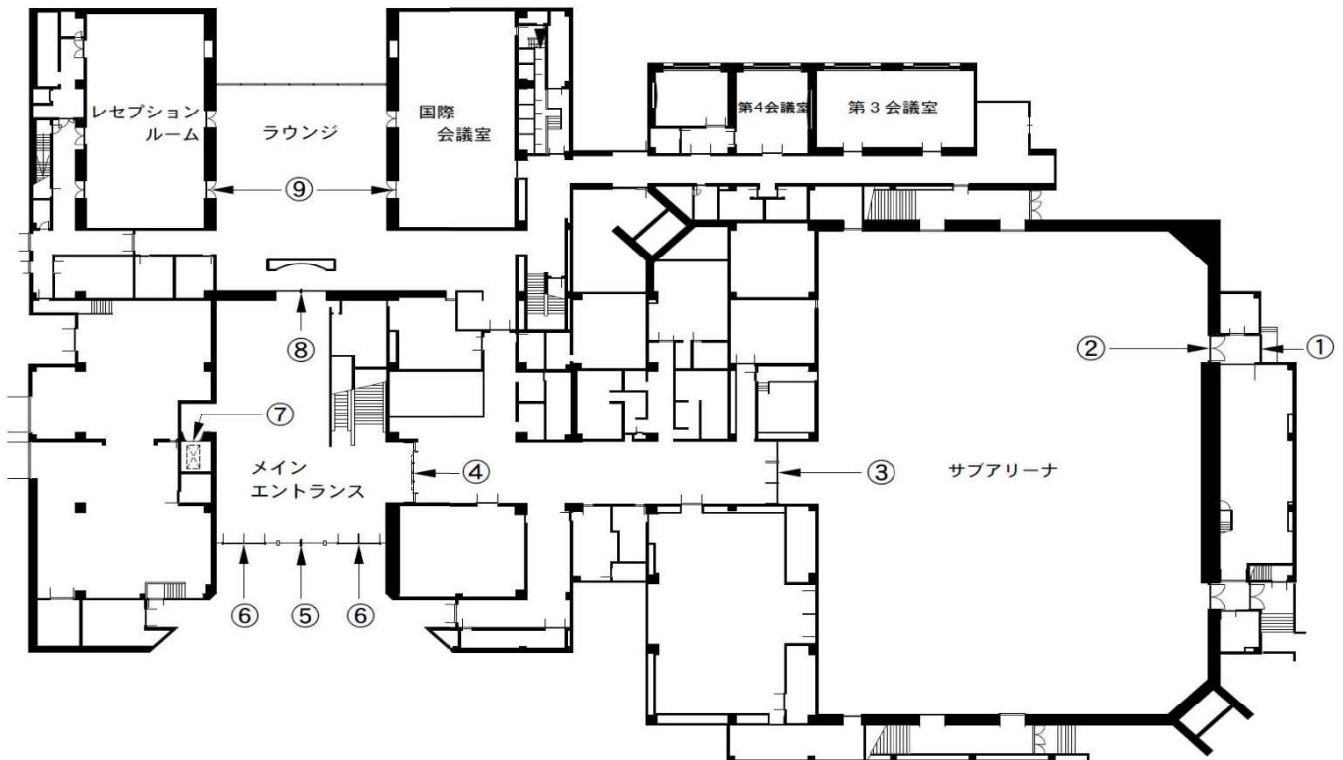 レセプション
ルーム
ラウンジ
国際
会議室
第4会議室
第3会議室
⑨
⑧
②
①
⑦
メイン
エントランス
④
③
サブアリーナ
⑥
⑤
⑥